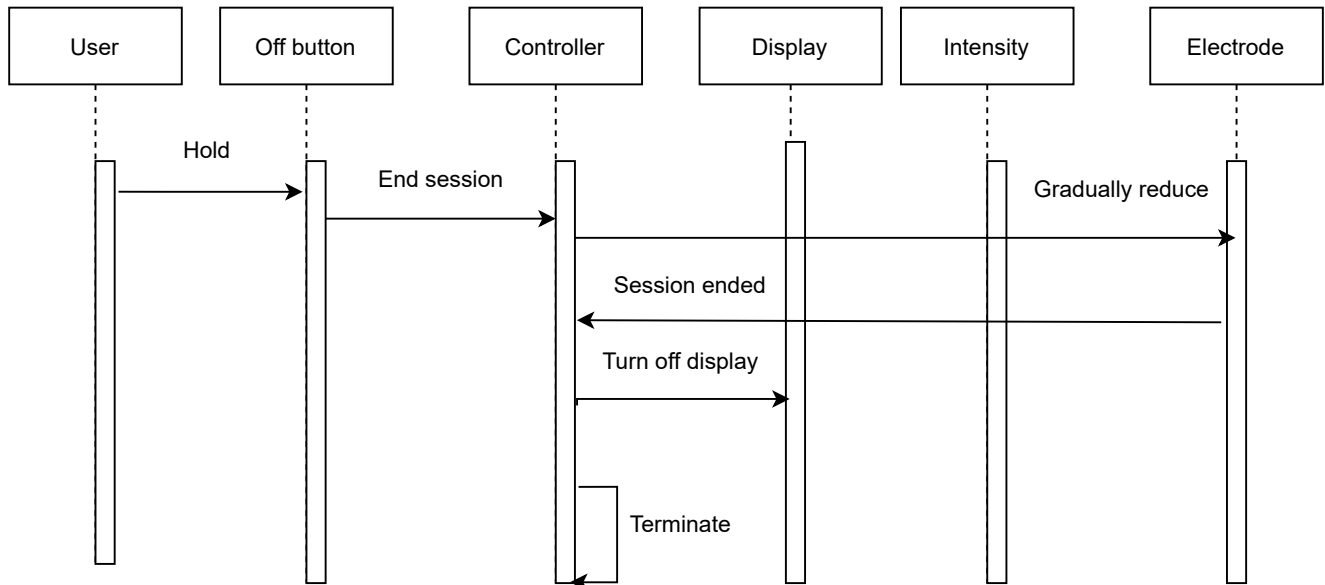 User
Off button
Controller
Display
Intensity
Electrode
Hold
End session
Gradually reduce
Session ended
Turn off display
Terminate